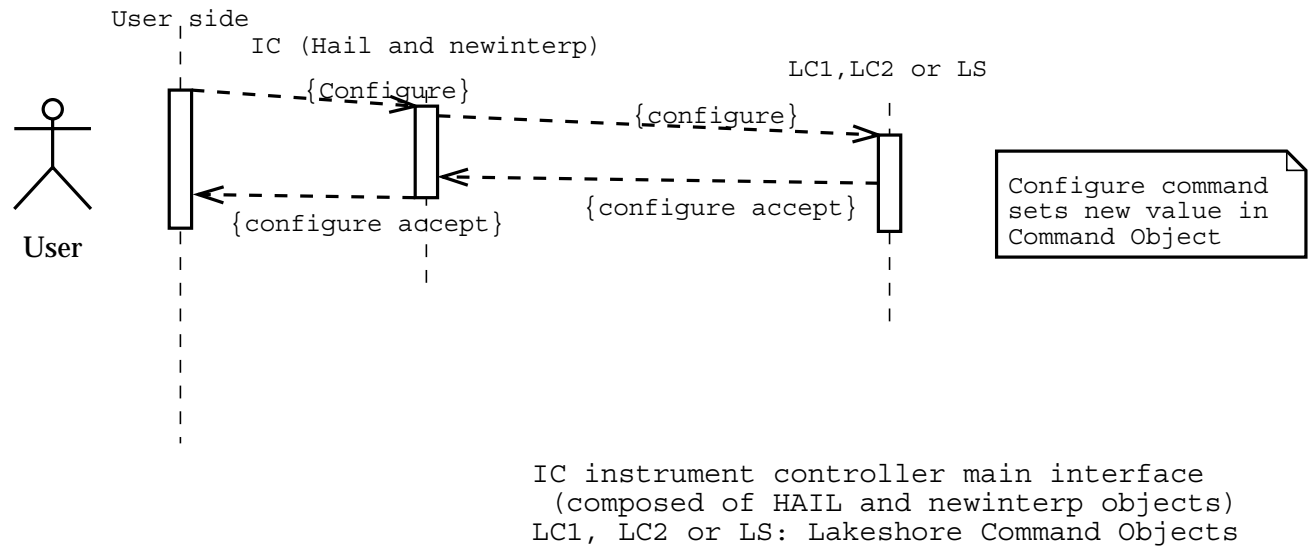 User side
IC (Hail and newinterp)
LC1,LC2 or LS
{Configure}
{configure}
{configure accept}
{configure accept}
User
Configure command
sets new value in
Command Object
IC instrument controller main interface
(composed of HAIL and newinterp objects)
LC1, LC2 or LS: Lakeshore Command Objects